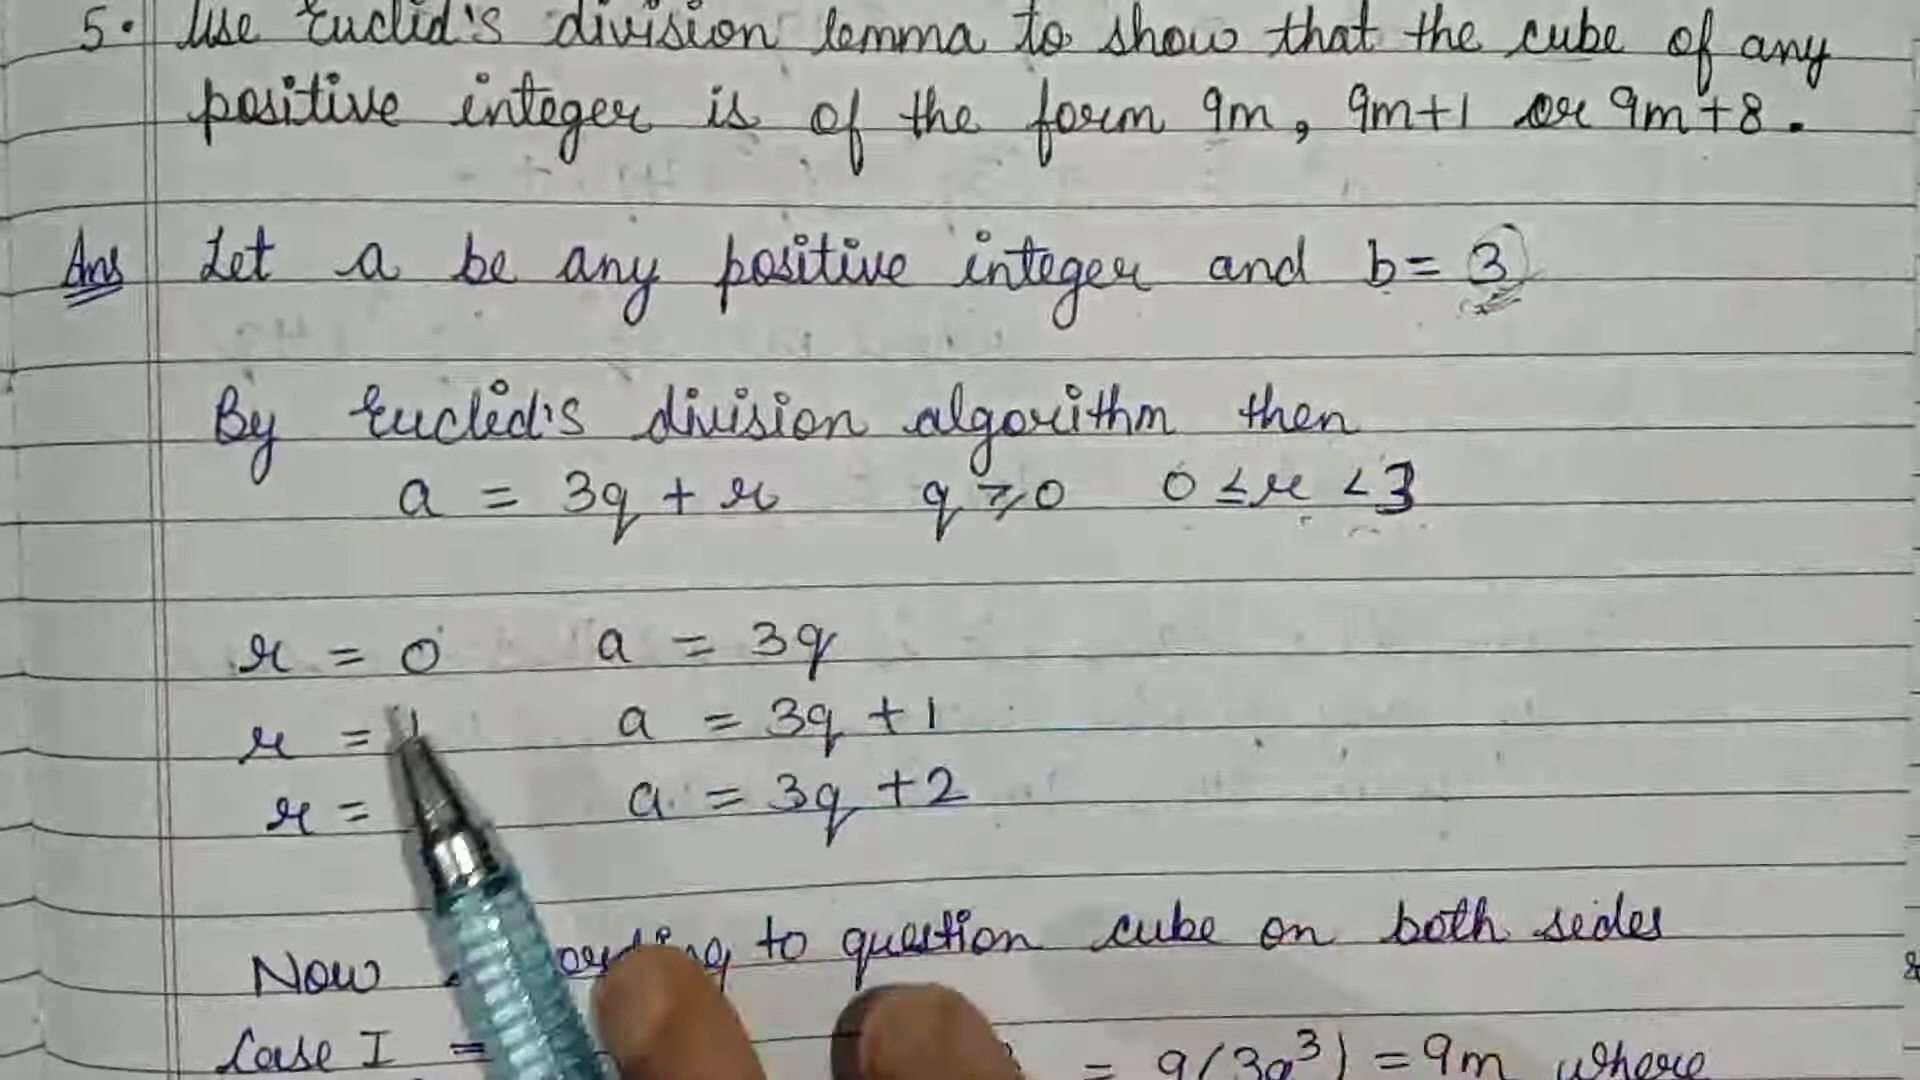 5. Use Euclid's division lemma to show that the cube of any
positive integer is of the form 9m, 9m+1 or 9m+8.
Ans Let a be any positive integer and b= 3
By Euclid's division algorithm then
a = 3q + r q ≥ 0 0 ≤ r < 3
r = 0 a = 3q
r = 1 a = 3q + 1
r = a = 3q + 2
Now to question cube on both sides
Case I = = 9(3q³) = 9m where